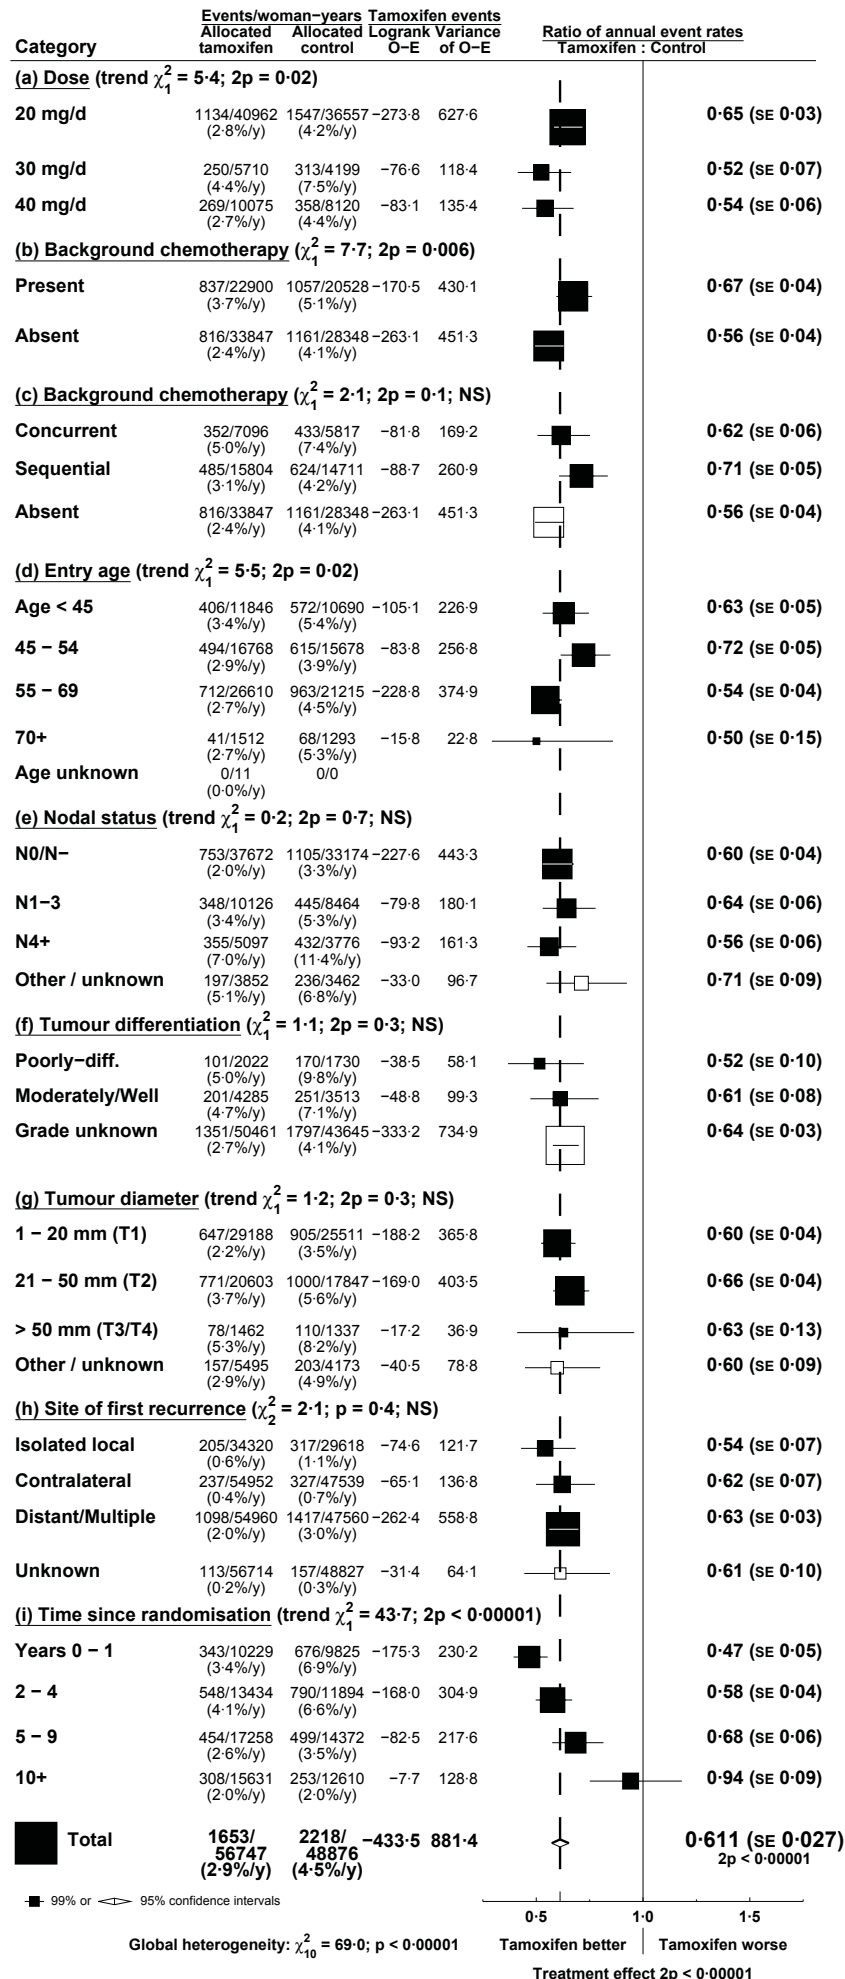 Events/woman−years Tamoxifen events
Allocated Allocated Logrank Variance Ratio of annual event rates
Category tamoxifen control O−E of O−E Tamoxifen : Control
(a) Dose (trend χ²₁ = 5·4; 2p = 0·02)
20 mg/d 1134/40962 1547/36557 −273·8 627·6 0·65 (SE 0·03)
(2·8%/y) (4·2%/y)
30 mg/d 250/5710 313/4199 −76·6 118·4 0·52 (SE 0·07)
(4·4%/y) (7·5%/y)
40 mg/d 269/10075 358/8120 −83·1 135·4 0·54 (SE 0·06)
(2·7%/y) (4·4%/y)
(b) Background chemotherapy (χ²₁ = 7·7; 2p = 0·006)
Present 837/22900 1057/20528 −170·5 430·1 0·67 (SE 0·04)
(3·7%/y) (5·1%/y)
Absent 816/33847 1161/28348 −263·1 451·3 0·56 (SE 0·04)
(2·4%/y) (4·1%/y)
(c) Background chemotherapy (χ²₁ = 2·1; 2p = 0·1; NS)
Concurrent 352/7096 433/5817 −81·8 169·2 0·62 (SE 0·06)
(5·0%/y) (7·4%/y)
Sequential 485/15804 624/14711 −88·7 260·9 0·71 (SE 0·05)
(3·1%/y) (4·2%/y)
Absent 816/33847 1161/28348 −263·1 451·3 0·56 (SE 0·04)
(2·4%/y) (4·1%/y)
(d) Entry age (trend χ²₁ = 5·5; 2p = 0·02)
Age < 45 406/11846 572/10690 −105·1 226·9 0·63 (SE 0·05)
(3·4%/y) (5·4%/y)
45 − 54 494/16768 615/15678 −83·8 256·8 0·72 (SE 0·05)
(2·9%/y) (3·9%/y)
55 − 69 712/26610 963/21215 −228·8 374·9 0·54 (SE 0·04)
(2·7%/y) (4·5%/y)
70+ 41/1512 68/1293 −15·8 22·8 0·50 (SE 0·15)
(2·7%/y) (5·3%/y)
Age unknown 0/11 0/0
(0·0%/y)
(e) Nodal status (trend χ²₁ = 0·2; 2p = 0·7; NS)
N0/N− 753/37672 1105/33174 −227·6 443·3 0·60 (SE 0·04)
(2·0%/y) (3·3%/y)
N1−3 348/10126 445/8464 −79·8 180·1 0·64 (SE 0·06)
(3·4%/y) (5·3%/y)
N4+ 355/5097 432/3776 −93·2 161·3 0·56 (SE 0·06)
(7·0%/y) (11·4%/y)
Other / unknown 197/3852 236/3462 −33·0 96·7 0·71 (SE 0·09)
(5·1%/y) (6·8%/y)
(f) Tumour differentiation (χ²₁ = 1·1; 2p = 0·3; NS)
Poorly−diff. 101/2022 170/1730 −38·5 58·1 0·52 (SE 0·10)
(5·0%/y) (9·8%/y)
Moderately/Well 201/4285 251/3513 −48·8 99·3 0·61 (SE 0·08)
(4·7%/y) (7·1%/y)
Grade unknown 1351/50461 1797/43645 −333·2 734·9 0·64 (SE 0·03)
(2·7%/y) (4·1%/y)
(g) Tumour diameter (trend χ²₁ = 1·2; 2p = 0·3; NS)
1 − 20 mm (T1) 647/29188 905/25511 −188·2 365·8 0·60 (SE 0·04)
(2·2%/y) (3·5%/y)
21 − 50 mm (T2) 771/20603 1000/17847 −169·0 403·5 0·66 (SE 0·04)
(3·7%/y) (5·6%/y)
> 50 mm (T3/T4) 78/1462 110/1337 −17·2 36·9 0·63 (SE 0·13)
(5·3%/y) (8·2%/y)
Other / unknown 157/5495 203/4173 −40·5 78·8 0·60 (SE 0·09)
(2·9%/y) (4·9%/y)
(h) Site of first recurrence (χ²₂ = 2·1; p = 0·4; NS)
Isolated local 205/34320 317/29618 −74·6 121·7 0·54 (SE 0·07)
(0·6%/y) (1·1%/y)
Contralateral 237/54952 327/47539 −65·1 136·8 0·62 (SE 0·07)
(0·4%/y) (0·7%/y)
Distant/Multiple 1098/54960 1417/47560 −262·4 558·8 0·63 (SE 0·03)
(2·0%/y) (3·0%/y)
Unknown 113/56714 157/48827 −31·4 64·1 0·61 (SE 0·10)
(0·2%/y) (0·3%/y)
(i) Time since randomisation (trend χ²₁ = 43·7; 2p < 0·00001)
Years 0 − 1 343/10229 676/9825 −175·3 230·2 0·47 (SE 0·05)
(3·4%/y) (6·9%/y)
2 − 4 548/13434 790/11894 −168·0 304·9 0·58 (SE 0·04)
(4·1%/y) (6·6%/y)
5 − 9 454/17258 499/14372 −82·5 217·6 0·68 (SE 0·06)
(2·6%/y) (3·5%/y)
10+ 308/15631 253/12610 −7·7 128·8 0·94 (SE 0·09)
(2·0%/y) (2·0%/y)
Total 1653/ 2218/ −433·5 881·4 0·611 (SE 0·027)
56747 48876 2p < 0·00001
(2·9%/y) (4·5%/y)
99% or 95% confidence intervals
0·5 1·0 1·5
Global heterogeneity: χ²₁₀ = 69·0; p < 0·00001 Tamoxifen better Tamoxifen worse
Treatment effect 2p < 0·00001